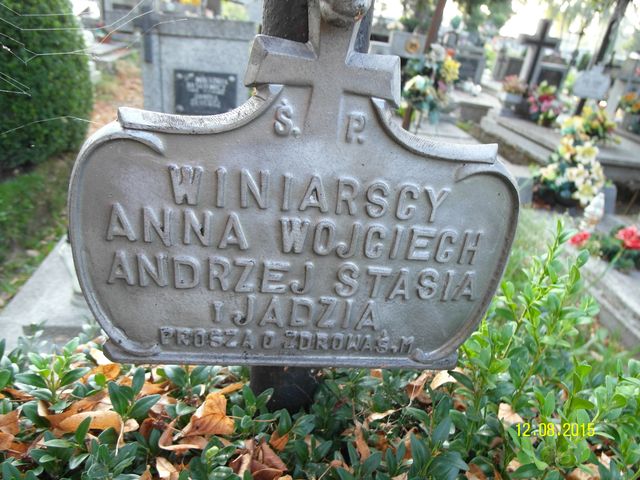 Ś. P.
WINIARSCY
ANNA WOJCIECH
ANDRZEJ STASIA
I JADZIA
PROSZĄ O ZDROWAŚ.M.
12.08.2015